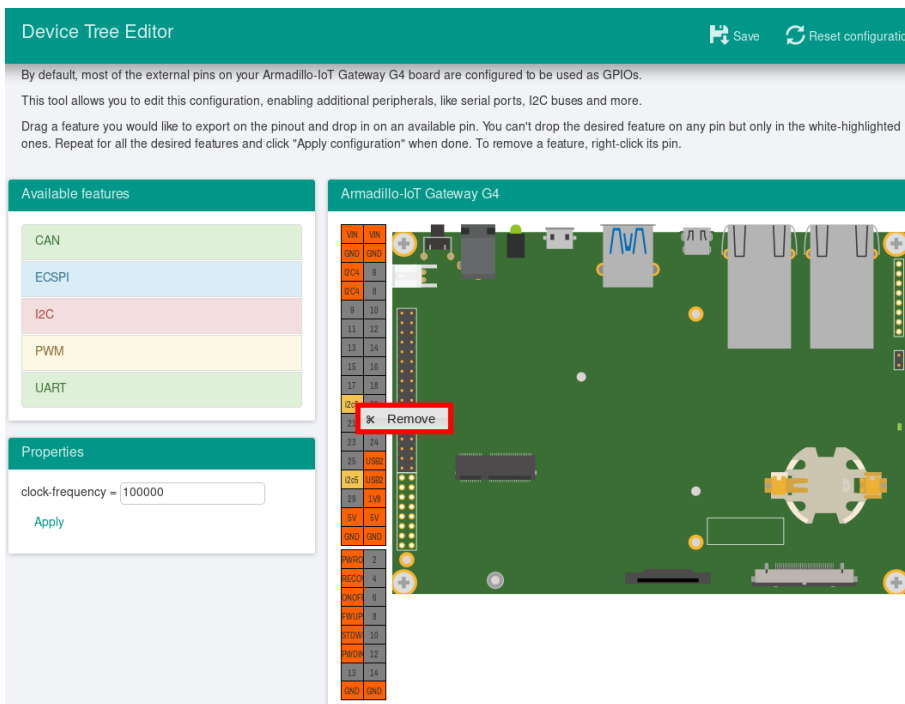 Device Tree Editor
Save
Reset configuratio
By default, most of the external pins on your Armadillo-IoT Gateway G4 board are configured to be used as GPIOs.
This tool allows you to edit this configuration, enabling additional peripherals, like serial ports, I2C buses and more.
Drag a feature you would like to export on the pinout and drop in on an available pin. You can't drop the desired feature on any pin but only in the white-highlighted
ones. Repeat for all the desired features and click "Apply configuration" when done. To remove a feature, right-click its pin.
Available features
CAN
ECSPI
I2C
PWM
UART
Properties
clock-frequency = 100000
Apply
Armadillo-IoT Gateway G4
VIN VIN
GND GND
I2C4 6
I2C4 8
9 10
11 12
13 14
15 16
17 18
Remove
23 24
25 USB2
i2c5 USB2
29 1V8
5V 5V
GND GND
PWRO 2
RECO 4
ONOF 6
FWUP 8
STDW 10
PWDIN 12
13 14
GND GND